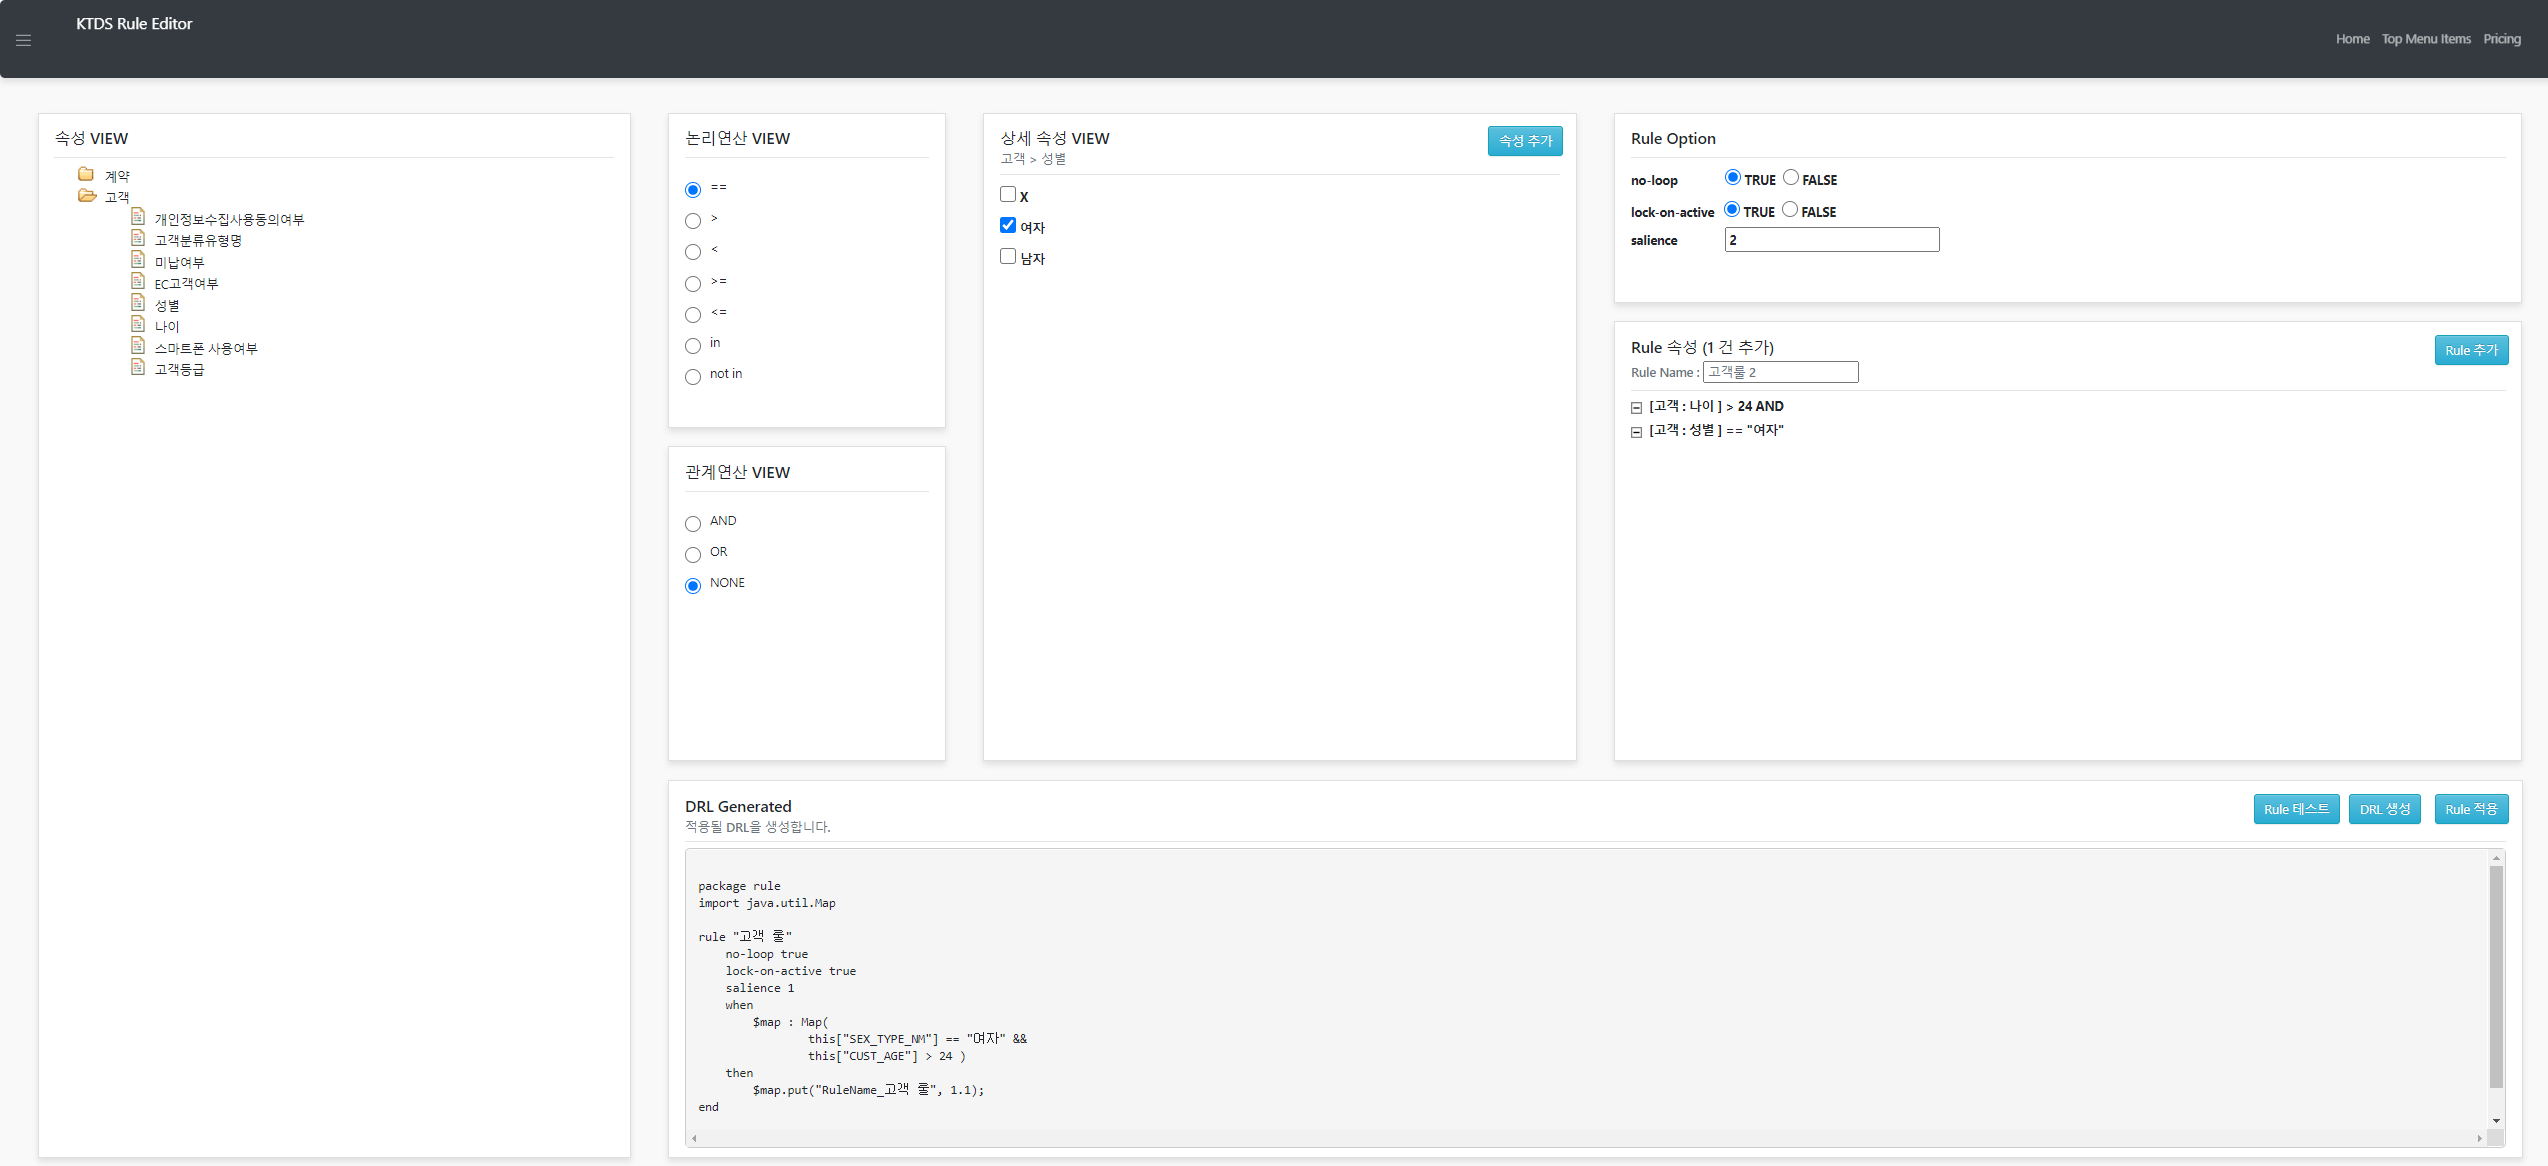 KTDS Rule Editor
Home Top Menu Items Pricing
속성 VIEW
계약
고객
개인정보수집사용동의여부
고객분류유형명
미납여부
EC고객여부
성별
나이
스마트폰 사용여부
고객등급
논리연산 VIEW
==
>
<
>=
<=
in
not in
관계연산 VIEW
AND
OR
NONE
상세 속성 VIEW
고객 > 성별
속성 추가
X
여자
남자
Rule Option
no-loop TRUE FALSE
lock-on-active TRUE FALSE
salience 2
Rule 속성 (1 건 추가)
Rule 추가
Rule Name : 고객룰 2
[고객 : 나이 ] > 24 AND
[고객 : 성별 ] == "여자"
DRL Generated
적용될 DRL을 생성합니다.
Rule 테스트 DRL 생성 Rule 적용
package rule
import java.util.Map
rule "고객 룰"
no-loop true
lock-on-active true
salience 1
when
$map : Map(
this["SEX_TYPE_NM"] == "여자" &&
this["CUST_AGE"] > 24 )
then
$map.put("RuleName_고객 룰", 1.1);
end